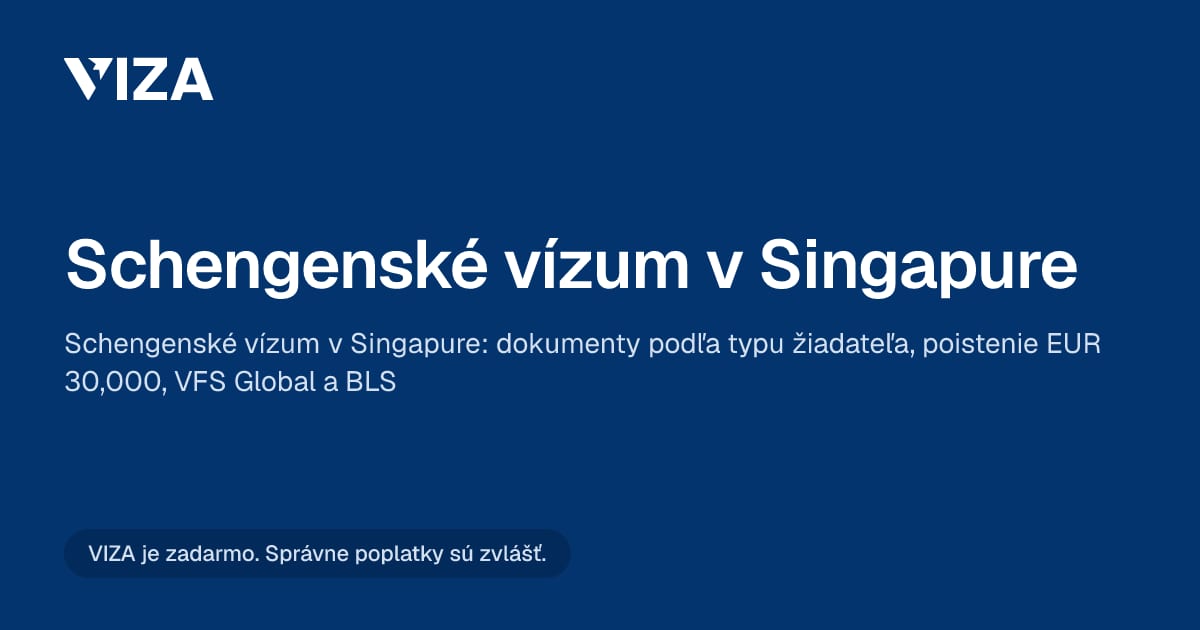 VIZA
Schengenské vízum v Singapure
Schengenské vízum v Singapure: dokumenty podľa typu žiadateľa, poistenie EUR
30,000, VFS Global a BLS
VIZA je zadarmo. Správne poplatky sú zvlášť.